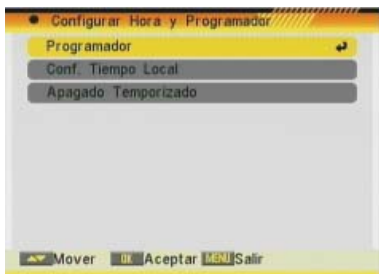 Configurar Hora y Programador
Programador
Conf. Tiempo Local
Apagado Temporizado
Mover OK Aceptar MENU Salir